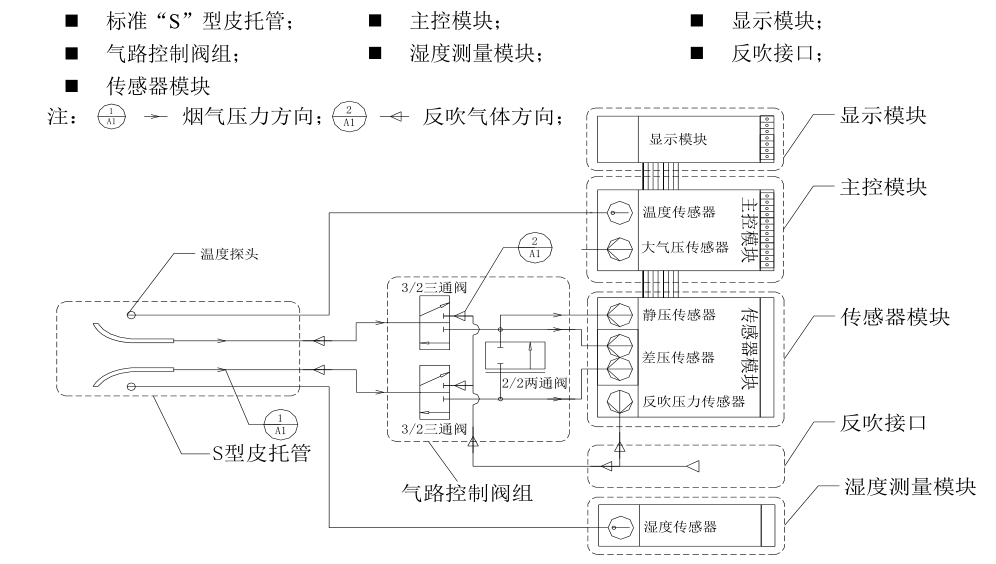 ■ 标准“S”型皮托管； ■ 主控模块； ■ 显示模块；
■ 气路控制阀组； ■ 湿度测量模块； ■ 反吹接口；
■ 传感器模块
注： 1 A1 烟气压力方向； 2 A1 反吹气体方向；
显示模块
显示模块
主控模块
温度传感器
主控模块
大气压传感器
温度探头
2
A1
3/2三通阀
静压传感器
传感器模块
传感器模块
差压传感器
2/2两通阀
反吹压力传感器
1
A1
3/2三通阀
反吹接口
S型皮托管
气路控制阀组
湿度测量模块
湿度传感器